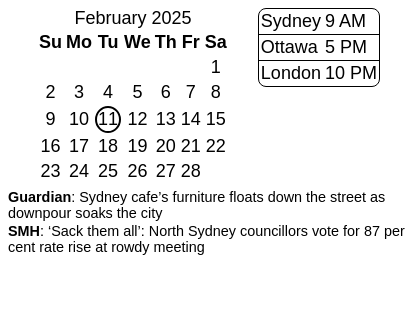 February 2025
Su Mo Tu We Th Fr Sa
1
2 3 4 5 6 7 8
9 10 11 12 13 14 15
16 17 18 19 20 21 22
23 24 25 26 27 28
Sydney 9 AM
Ottawa 5 PM
London 10 PM
Guardian: Sydney cafe’s furniture floats down the street as
downpour soaks the city
SMH: ‘Sack them all’: North Sydney councillors vote for 87 per
cent rate rise at rowdy meeting